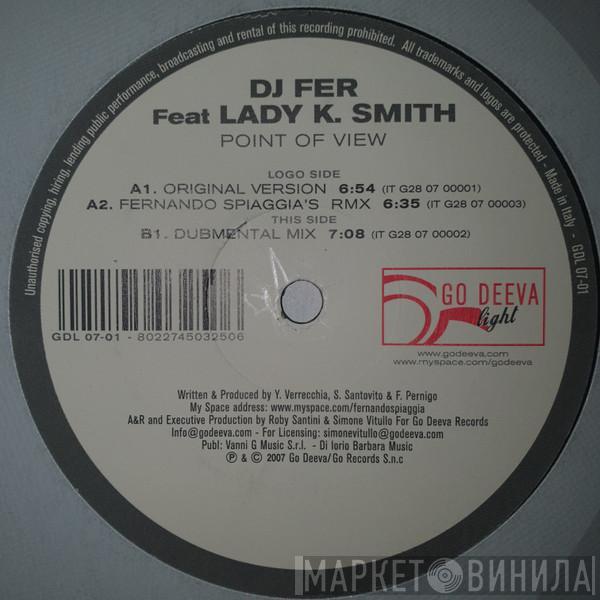 Unauthorised copying, hiring, lending public performance, broadcasting and rental of this recording prohibited. All trademarks and logos are protected - Made in Italy - GDL 07-01
DJ FER
Feat LADY K. SMITH
POINT OF VIEW
LOGO SIDE
A1. ORIGINAL VERSION 6:54 (IT G28 07 00001)
A2. FERNANDO SPIAGGIA'S RMX 6:35 (IT G28 07 00003)
THIS SIDE
B1. DUBMENTAL MIX 7:08 (IT G28 07 00002)
GDL 07-01 - 8022745032506
GO DEEVA
light
www.godeeva.com
www.myspace.com/godeeva
Written & Produced by Y. Verrecchia, S. Santovito & F. Pernigo
My Space address: www.myspace.com/fernandospiaggia
A&R and Executive Production by Roby Santini & Simone Vitullo For Go Deeva Records
Info@godeeva.com - For Licensing: simonevitullo@godeeva.com
Publ: Vanni G Music S.r.l. - Di Iorio Barbara Music
℗ & © 2007 Go Deeva/Go Records S.n.c
МАРКЕТ ВИНИЛА